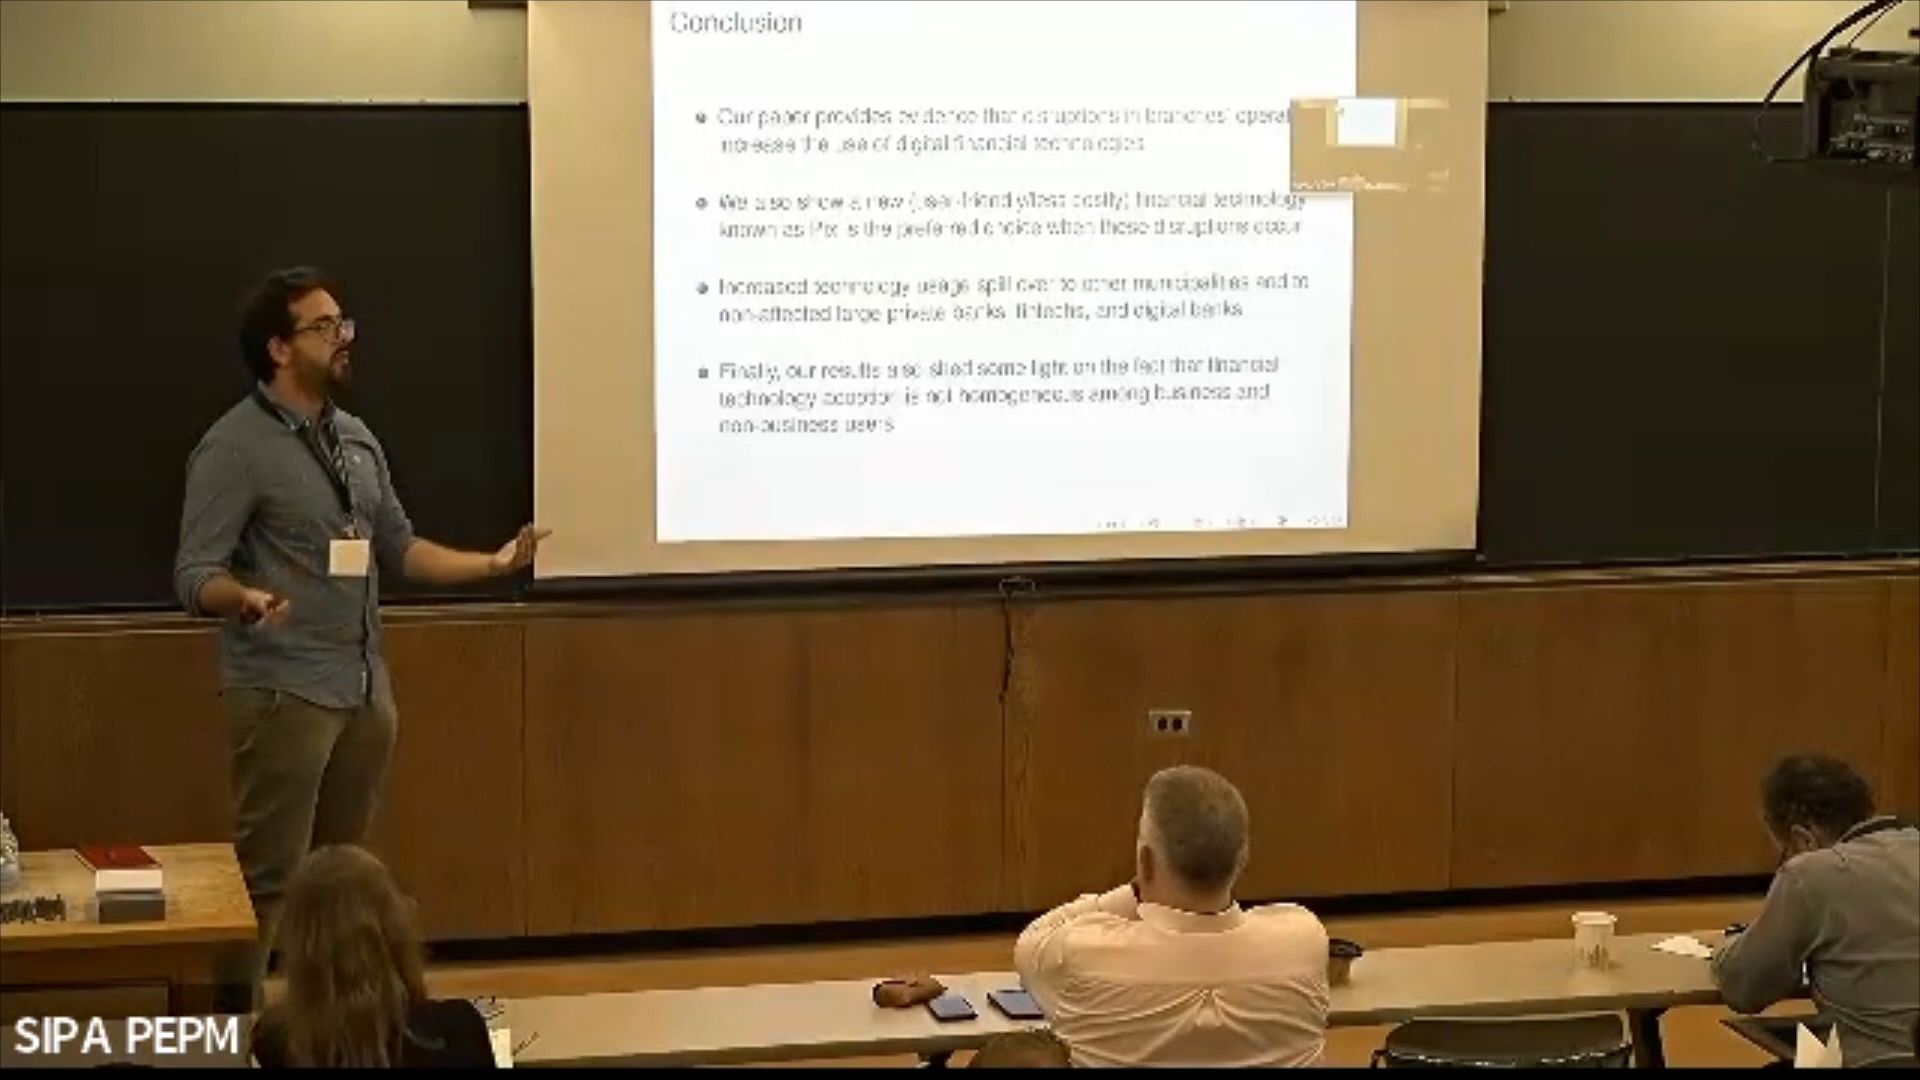 Conclusion
Our paper provides evidence that disruptions in branches' operat
increase the use of digital financial technologies
We also show a new (user-friendly/less costly) financial technology
known as Pix is the preferred choice when these disruptions occur
Increased technology usage spill over to other municipalities and to
non-affected large private banks, fintechs, and digital banks
Finally, our results also shed some light on the fact that financial
technology adoption is not homogeneous among business and
non-business users
SIPA PEPM